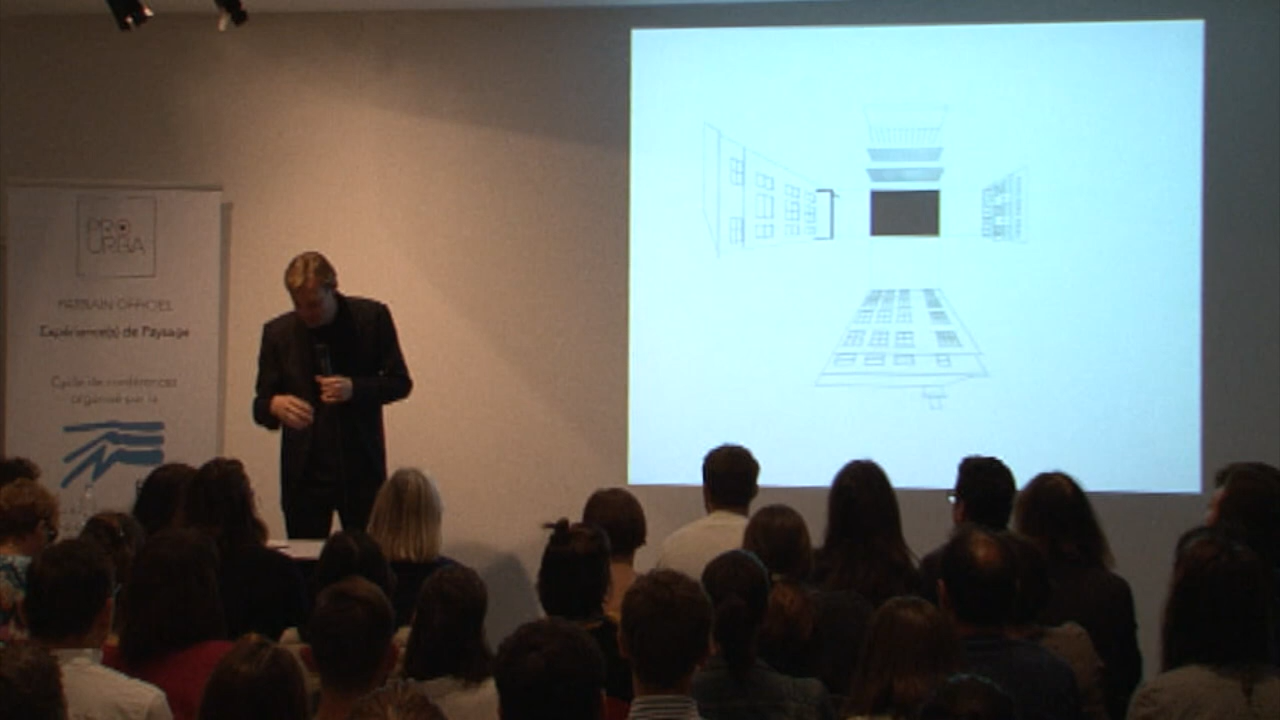 PRO
URBA
PARRAIN OFFICIEL
Expérience(s) de Paysage
Cycle de conférences
organisé par la